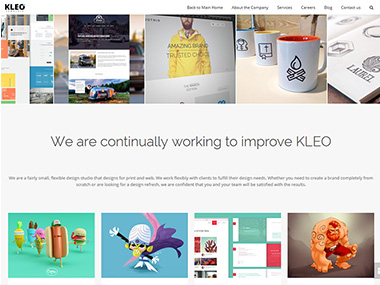 KLEO
Back to Main Home About the Company Services Careers Blog Contact Us
AMAZING BRAND
TRUSTED
LAUREE
We are continually working to improve KLEO
We are a fairly small, flexible design studio that designs for print and web. We work flexibly with clients to fulfill their design needs. Whether you need to create a brand completely from
scratch or are looking for a design refresh, we are confident that you and your team will be satisfied with the results.